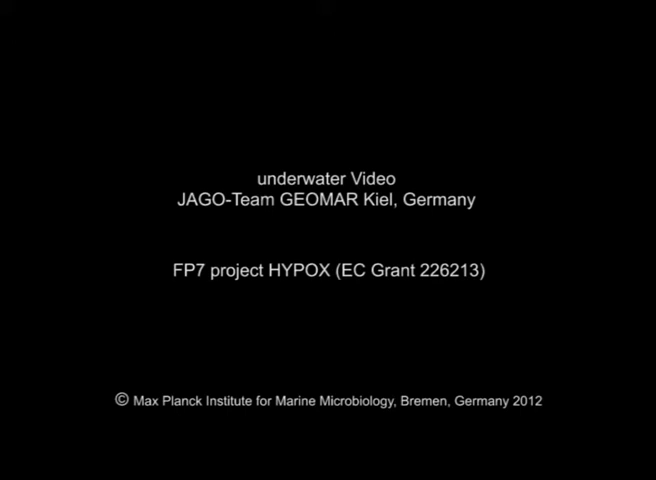 underwater Video
JAGO-Team GEOMAR Kiel, Germany
FP7 project HYPOX (EC Grant 226213)
© Max Planck Institute for Marine Microbiology, Bremen, Germany 2012